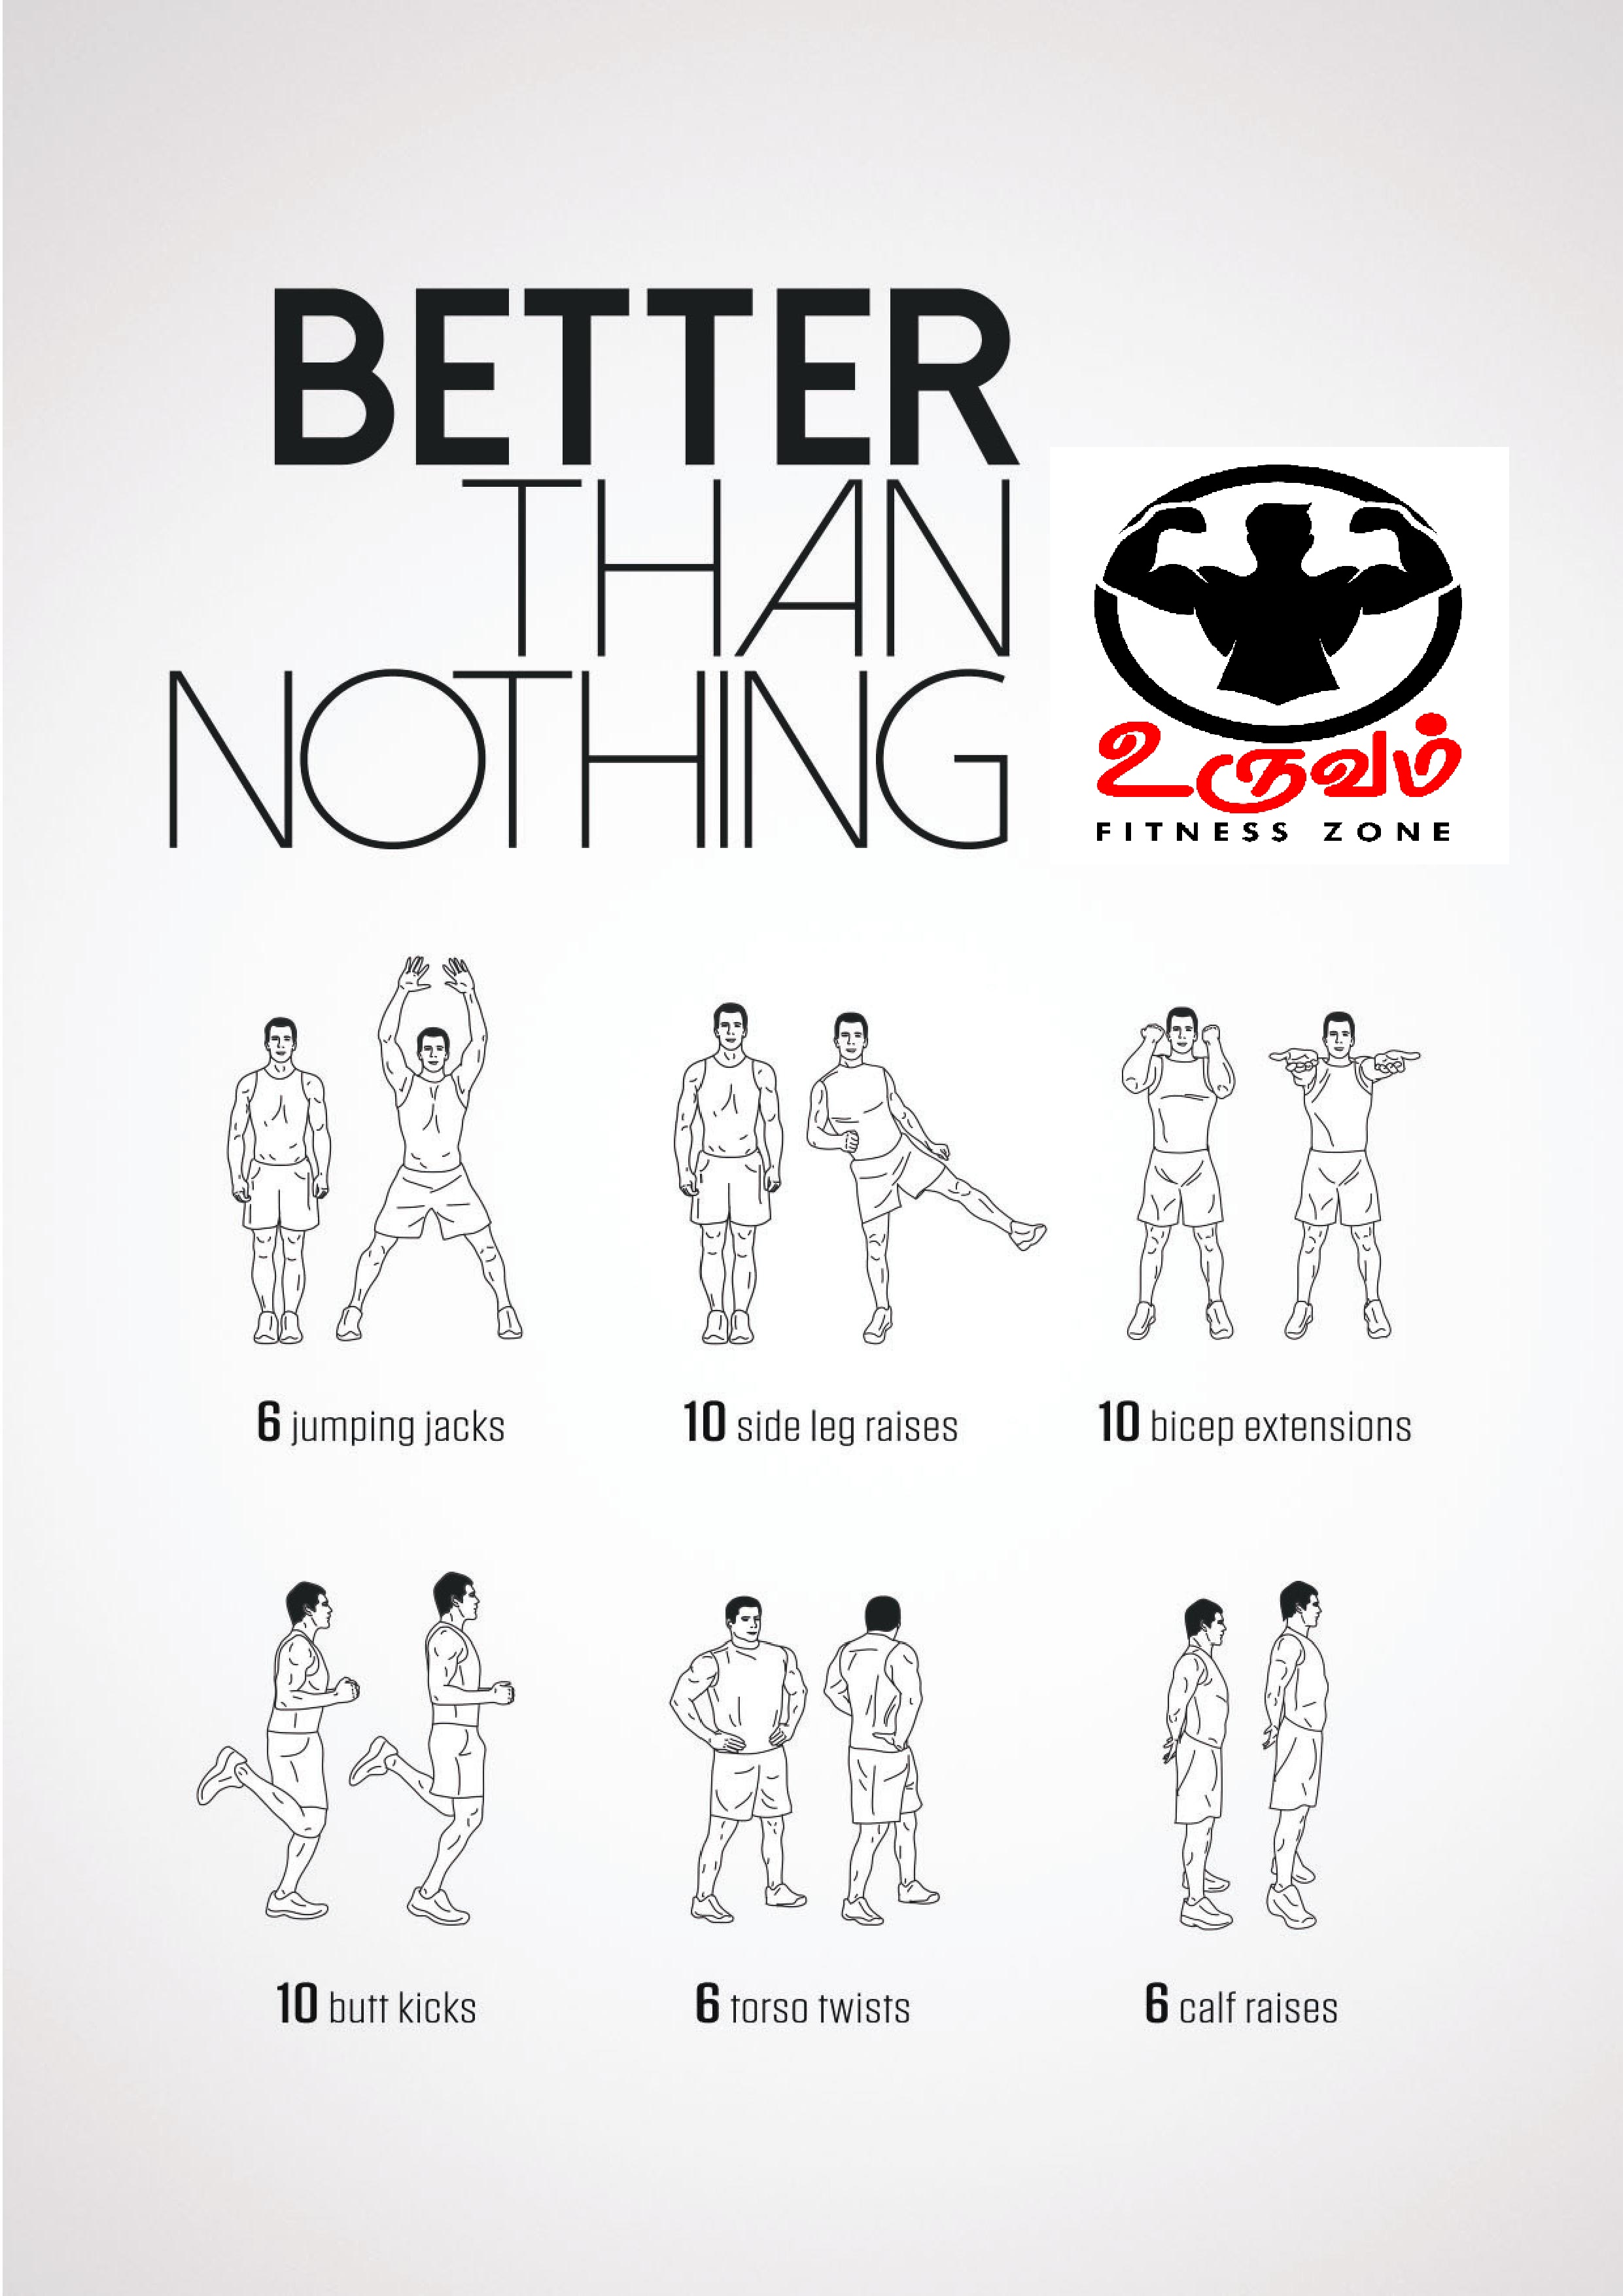 BETTER
THAN
NOTHING
உருவம்
FITNESS ZONE
6 jumping jacks
10 side leg raises
10 bicep extensions
10 butt kicks
6 torso twists
6 calf raises